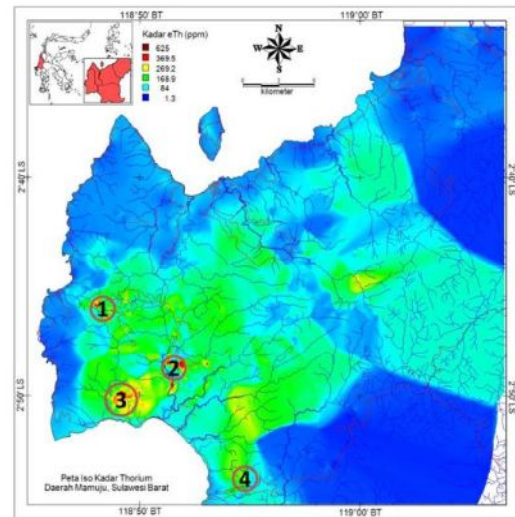 118°50' BT
119°00' BT
Kadar eTh (ppm)
625
369.5
269.2
168.9
84
1.3
N
W
E
S
kilometer
2°40' LS
2°40' LS
1
2
3
4
2°50' LS
2°50' LS
Peta Iso Kadar Thorium
Daerah Mamuju, Sulawesi Barat
118°50' BT
119°00' BT